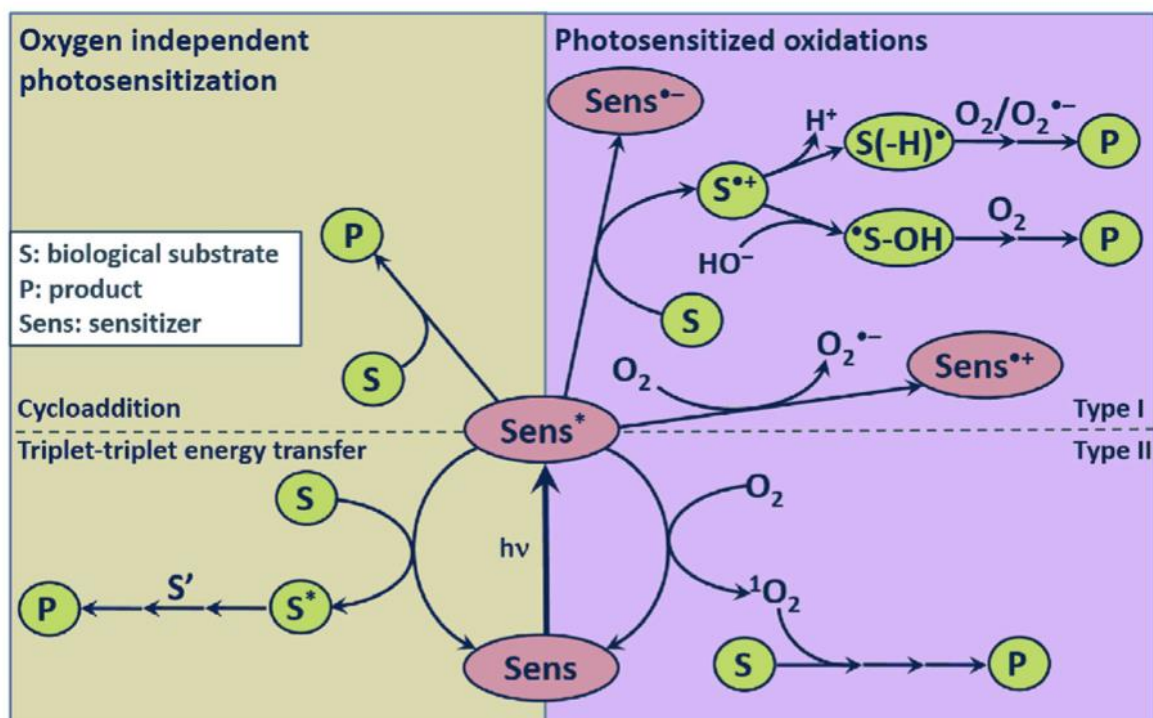 Oxygen independent
photosensitization
Photosensitized oxidations
Sens•−
H⁺
S(-H)•
O₂/O₂•−
P
S•+
P
S: biological substrate
P: product
Sens: sensitizer
HO⁻
•S-OH
O₂
P
S
S
O₂
O₂•−
Sens•+
Cycloaddition
Type I
Sens*
Triplet-triplet energy transfer
Type II
S
O₂
hν
P
S’
S*
¹O₂
Sens
S
P